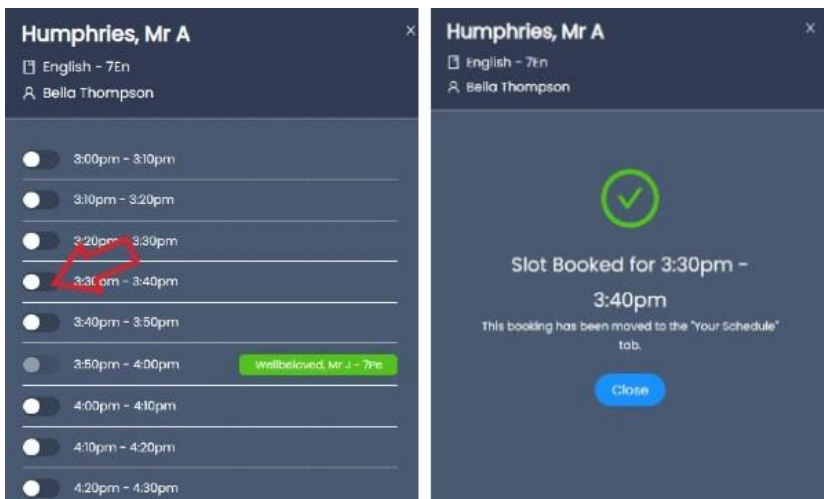 Humphries, Mr A
English - 7En
Bella Thompson
3:00pm - 3:10pm
3:10pm - 3:20pm
3:20pm - 3:30pm
3:30pm - 3:40pm
3:40pm - 3:50pm
3:50pm - 4:00pm Wellbeloved, Mr J - 7Pe
4:00pm - 4:10pm
4:10pm - 4:20pm
4:20pm - 4:30pm
Humphries, Mr A
English - 7En
Bella Thompson
Slot Booked for 3:30pm -
3:40pm
This booking has been moved to the "Your Schedule"
tab.
Close